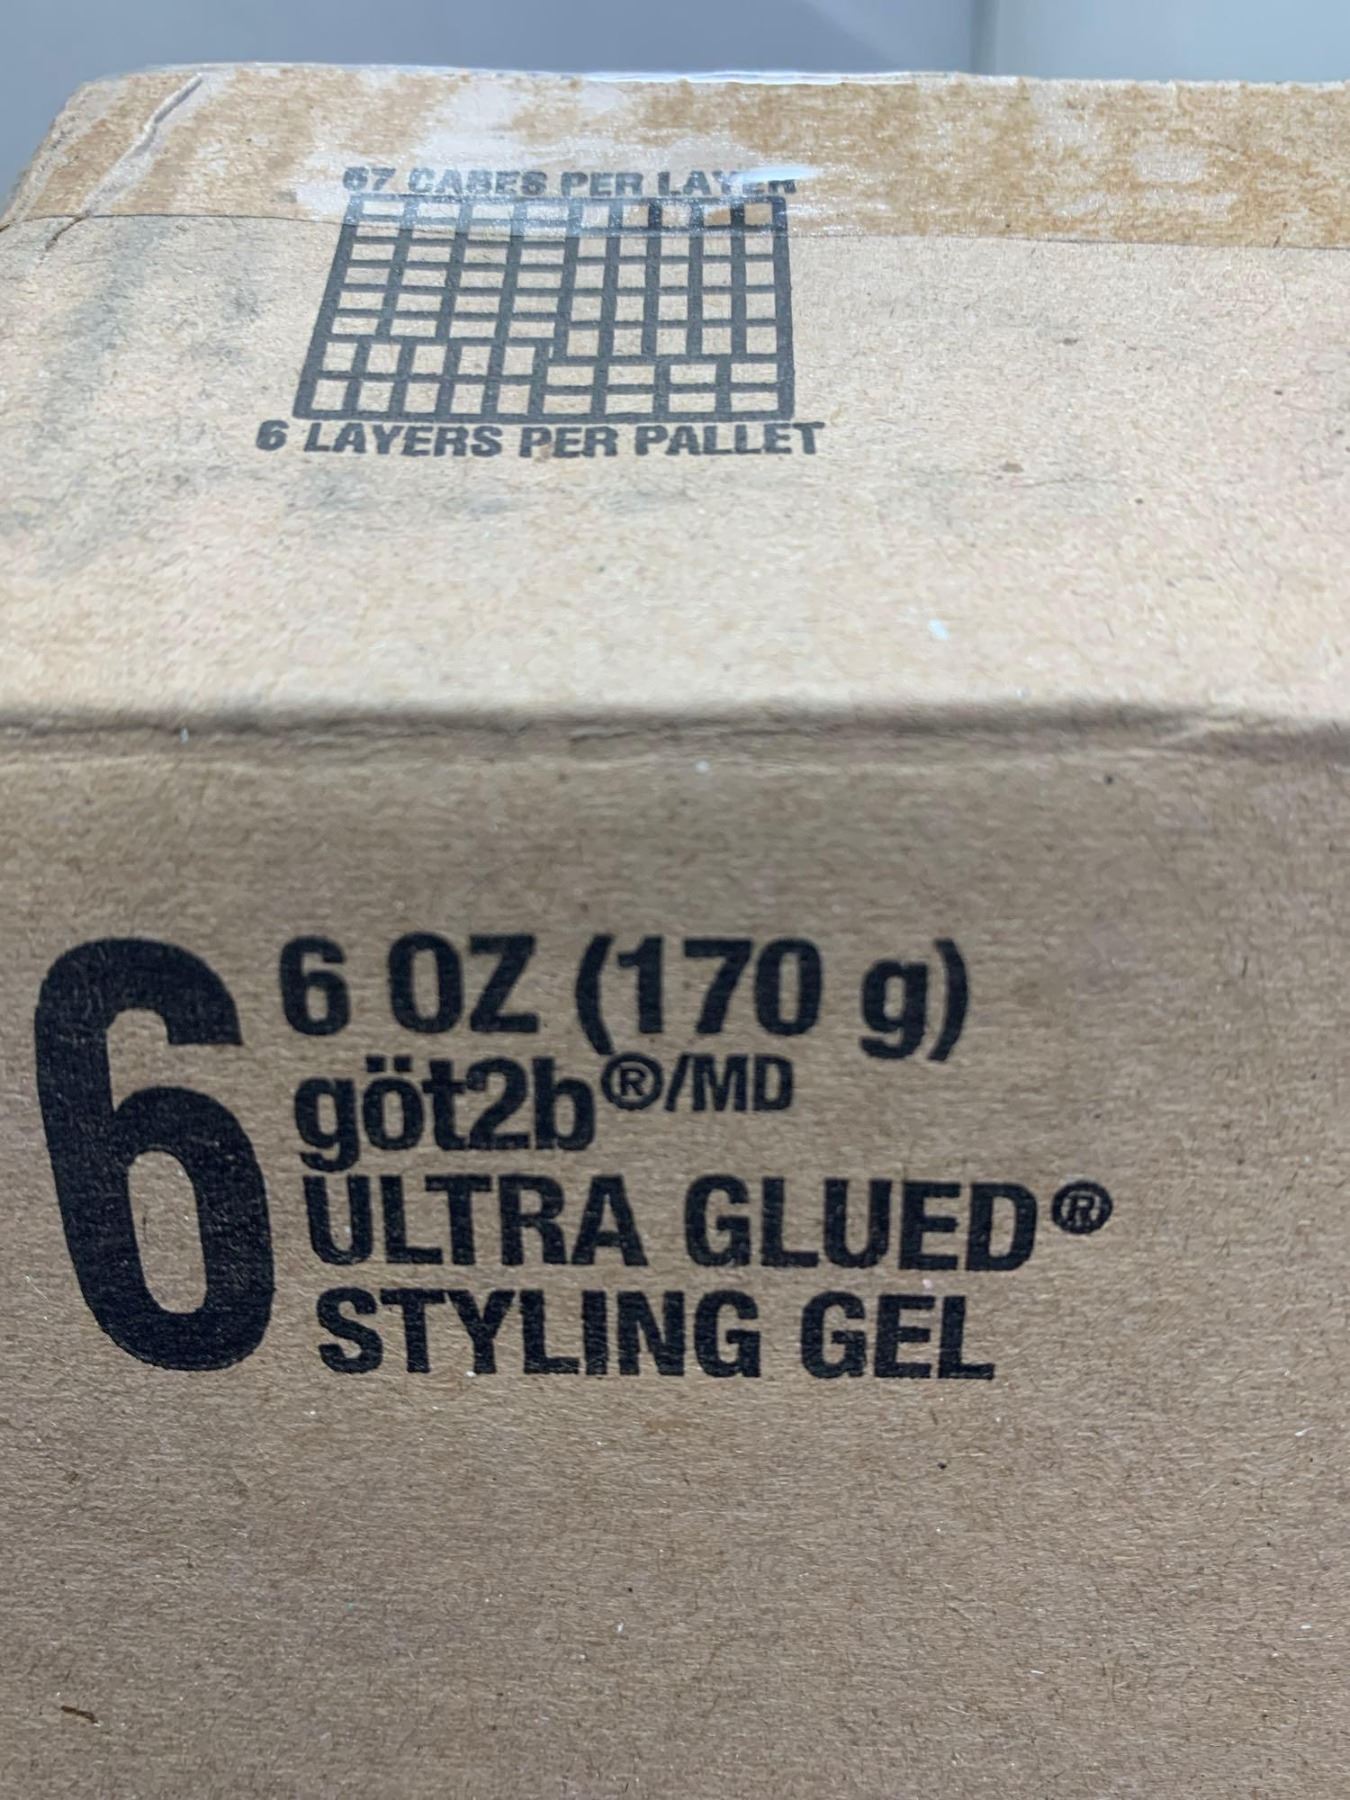 67 CASES PER LAYER
6 LAYERS PER PALLET
6
6 OZ (170 g)
göt2b®/MD
ULTRA GLUED®
STYLING GEL